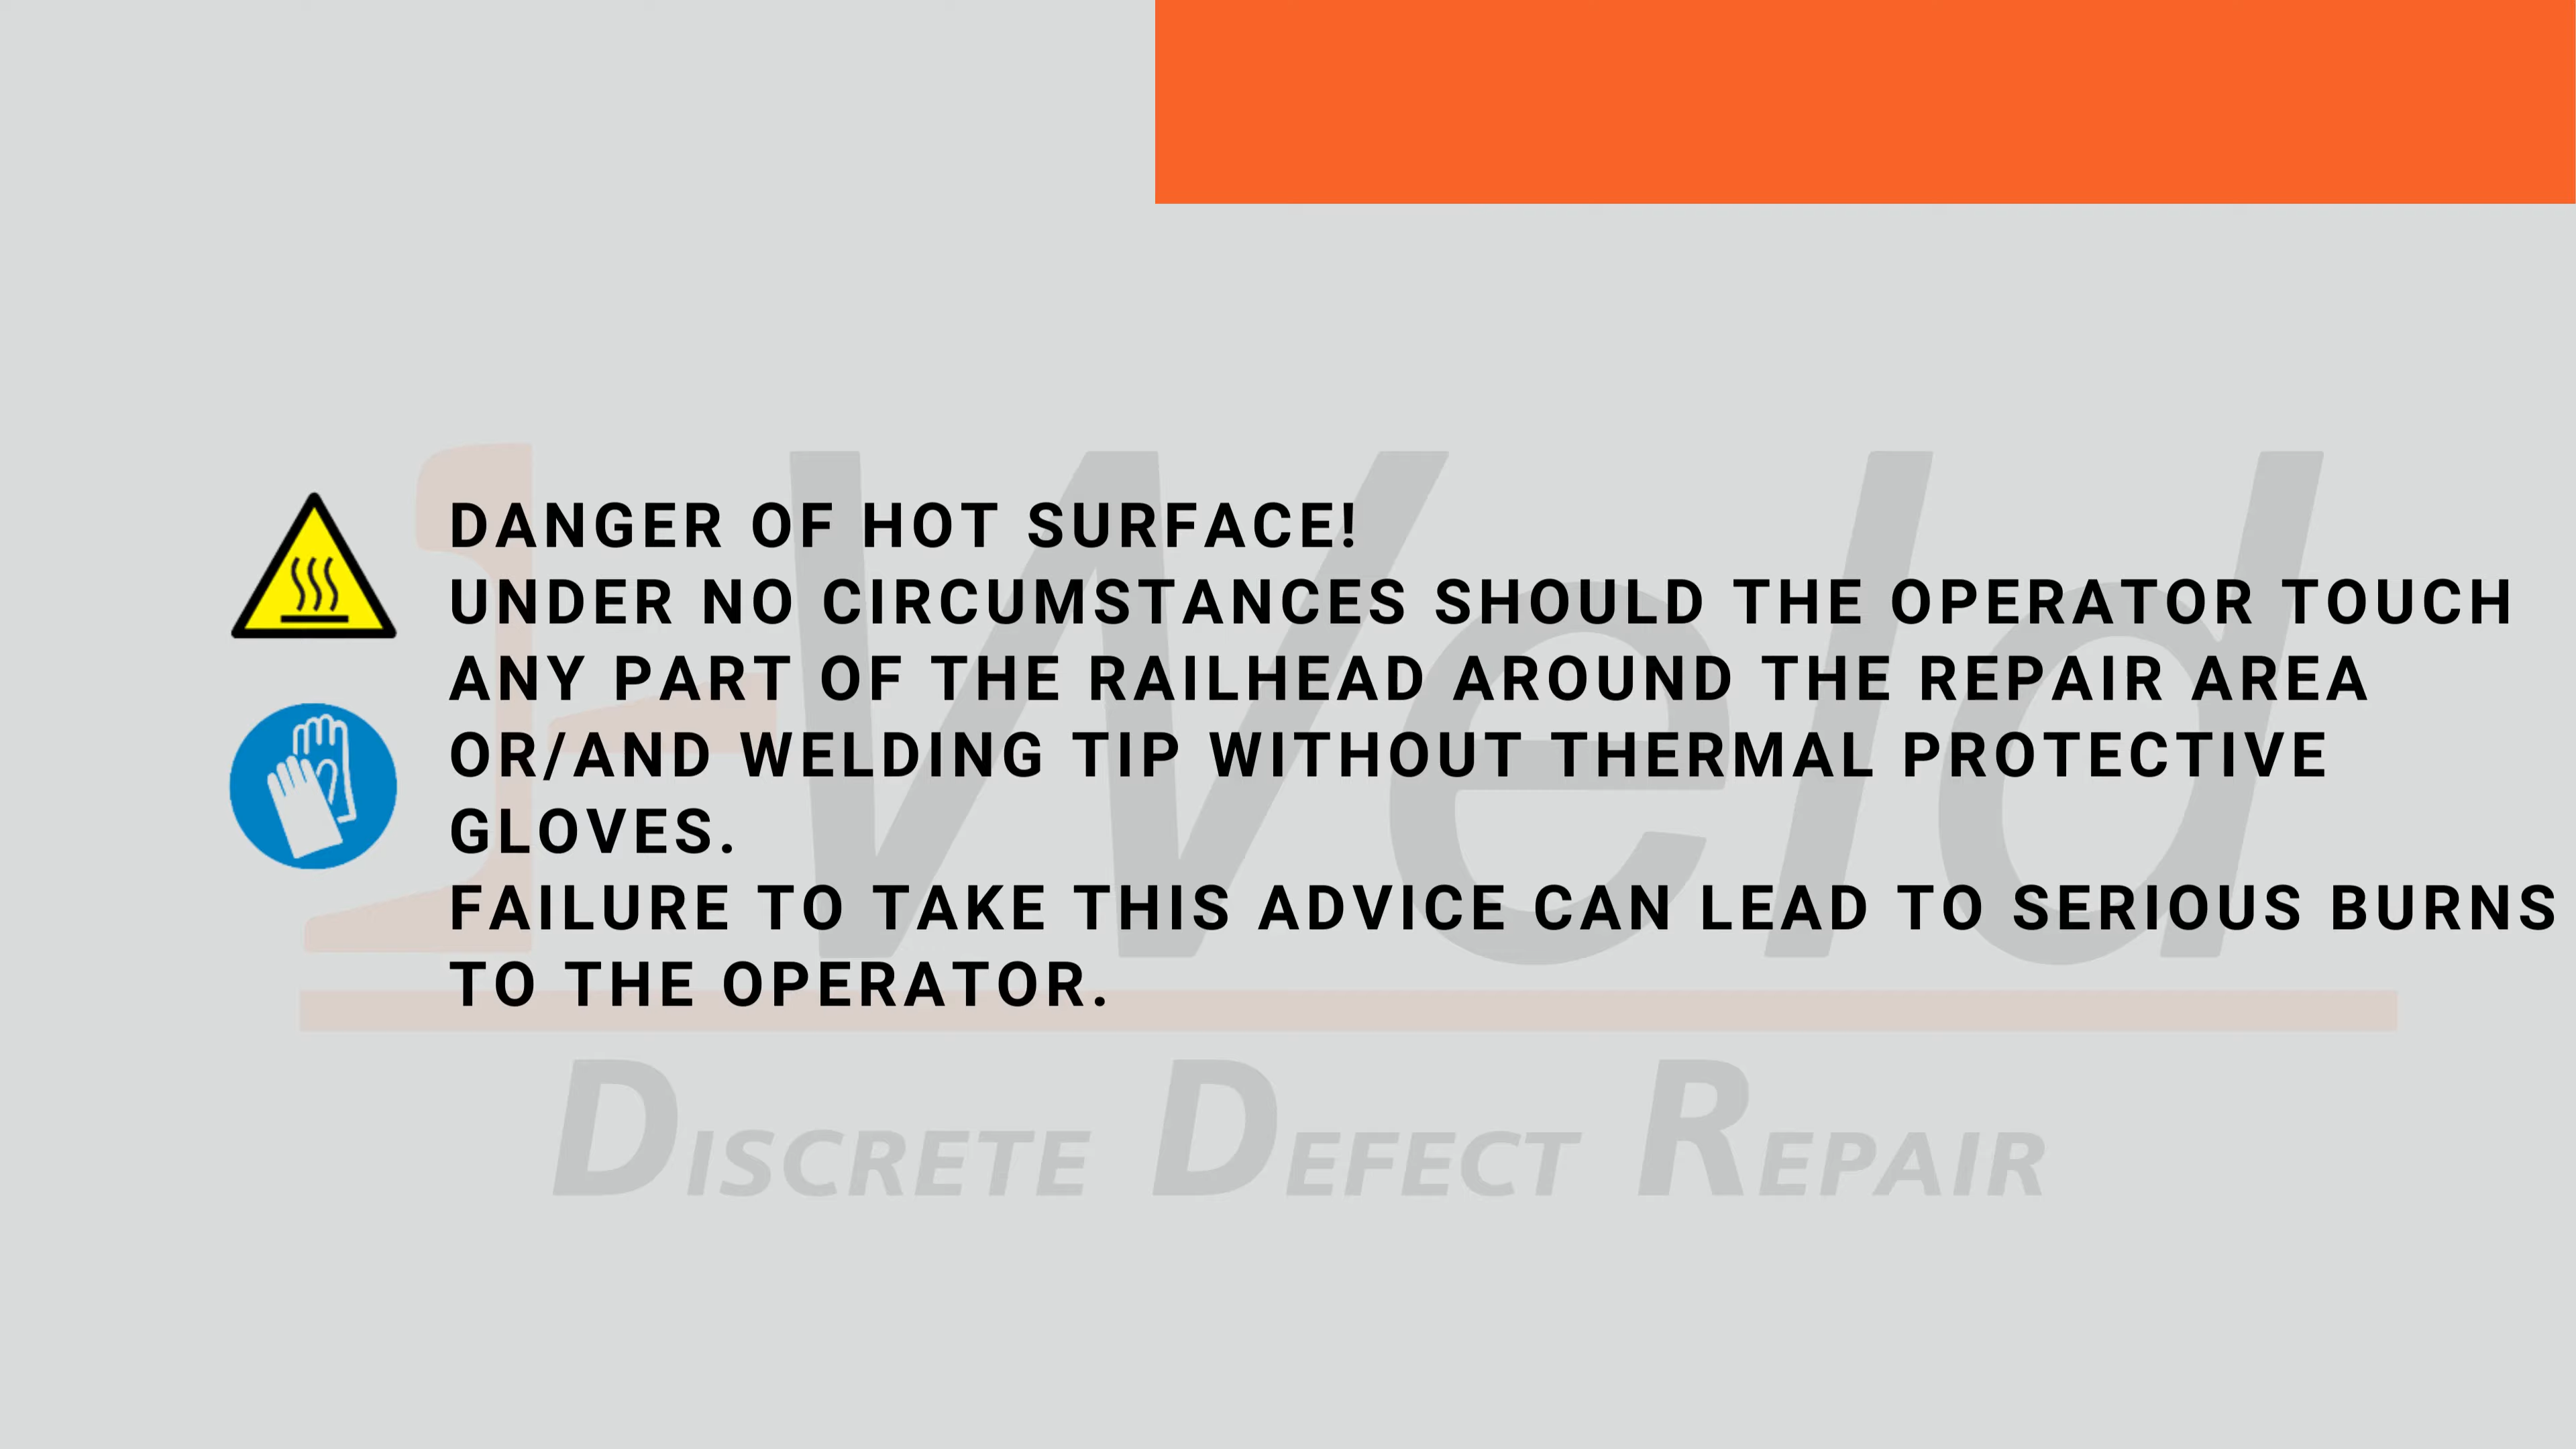 DANGER OF HOT SURFACE!
UNDER NO CIRCUMSTANCES SHOULD THE OPERATOR TOUCH
ANY PART OF THE RAILHEAD AROUND THE REPAIR AREA
OR/AND WELDING TIP WITHOUT THERMAL PROTECTIVE
GLOVES.
FAILURE TO TAKE THIS ADVICE CAN LEAD TO SERIOUS BURNS
TO THE OPERATOR.
Weld
DISCRETE DEFECT REPAIR